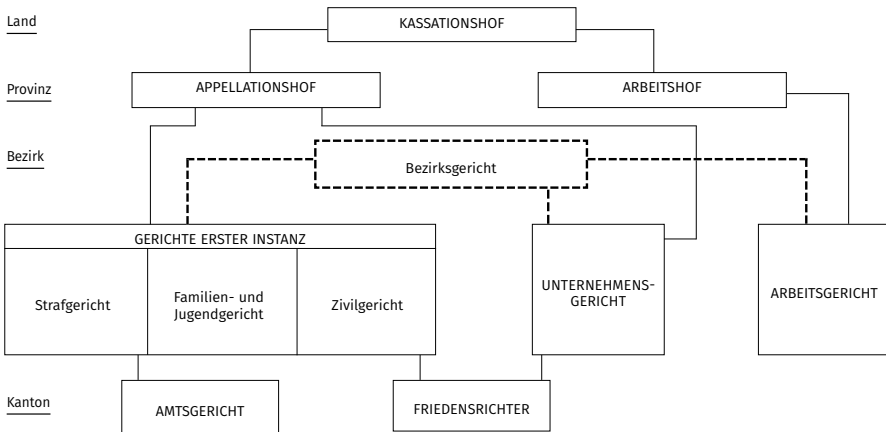 Land
KASSATIONSHOF
Provinz
APPELLATIONSHOF
ARBEITSHOF
Bezirk
Bezirksgericht
GERICHTE ERSTER INSTANZ
Strafgericht
Familien- und
Jugendgericht
Zivilgericht
UNTERNEHMENS-
GERICHT
ARBEITSGERICHT
Kanton
AMTSGERICHT
FRIEDENSRICHTER